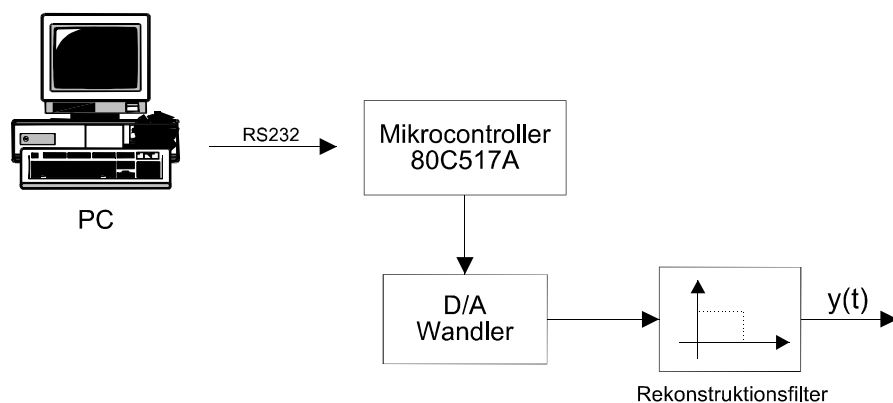 RS232
Mikrocontroller
80C517A
PC
D/A
Wandler
y(t)
Rekonstruktionsfilter